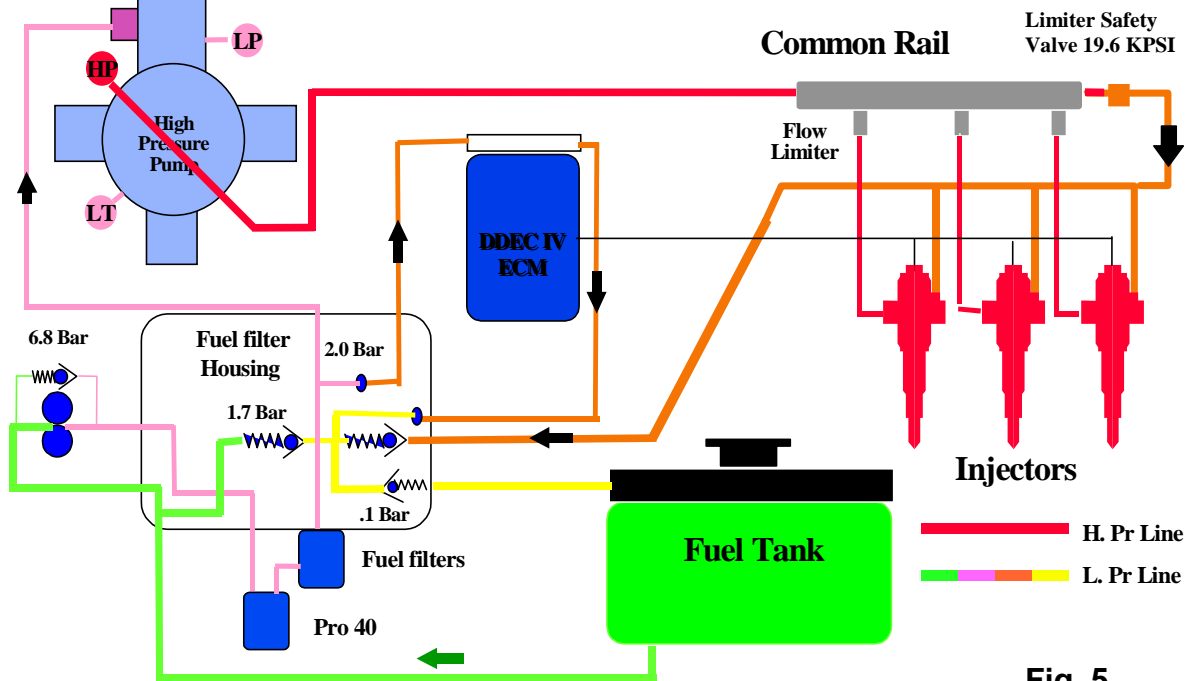 Limiter Safety
Valve 19.6 KPSI
LP
Common Rail
HP
High
Pressure
Pump
Flow
Limiter
LT
DDEC IV
ECM
6.8 Bar
Fuel filter
Housing
2.0 Bar
1.7 Bar
.1 Bar
Injectors
Fuel Tank
H. Pr Line
Fuel filters
L. Pr Line
Pro 40
Fig. 5